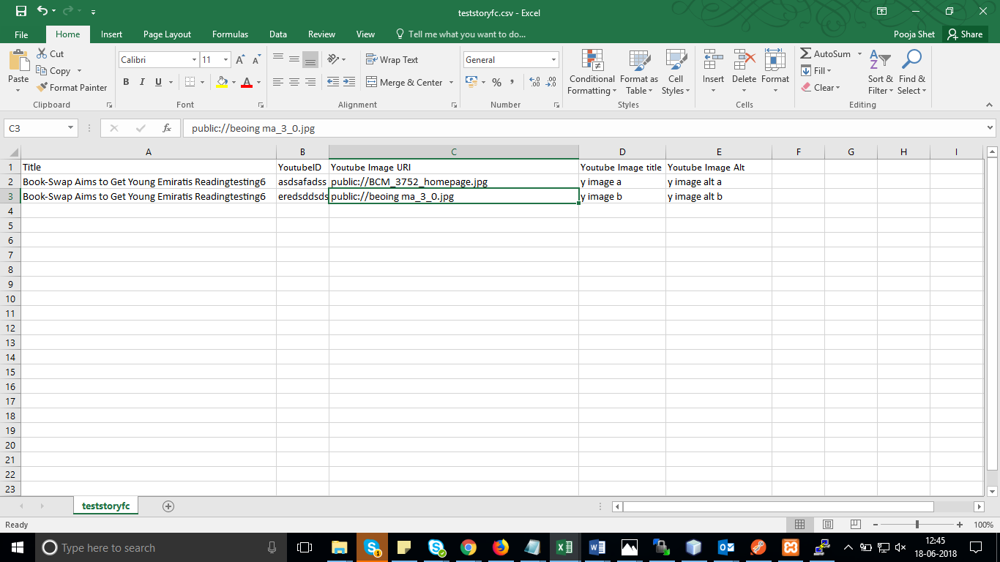 teststoryfc.csv - Excel
File Home Insert Page Layout Formulas Data Review View Tell me what you want to do... Pooja Shet Share
Paste Cut Copy Format Painter Clipboard
Calibri 11 A A B I U A Font
Wrap Text Merge & Center Alignment
General % , Number
Conditional Formatting Format as Table Cell Styles Styles
Insert Delete Format Cells
AutoSum Fill Clear Sort & Filter Find & Select Editing
C3 fx public://beoing ma_3_0.jpg
A B C D E F G H I
1 Title YoutubeID Youtube Image URI Youtube Image title Youtube Image Alt
2 Book-Swap Aims to Get Young Emiratis Readingtesting6 asdsafadss public://BCM_3752_homepage.jpg y image a y image alt a
3 Book-Swap Aims to Get Young Emiratis Readingtesting6 eredsddsds public://beoing ma_3_0.jpg y image b y image alt b
4
5
6
7
8
9
10
11
12
13
14
15
16
17
18
19
20
21
22
23
teststoryfc
Ready 100%
Type here to search
12:45
18-06-2018